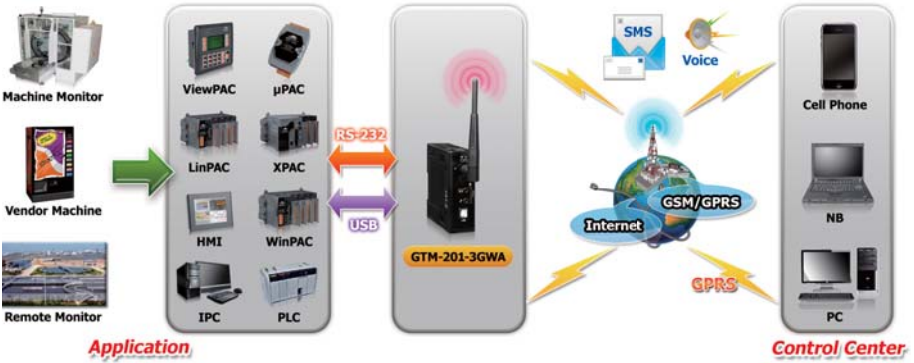 Machine Monitor
Vendor Machine
Remote Monitor
Application
ViewPAC
µPAC
LinPAC
XPAC
HMI
WinPAC
IPC
PLC
RS-232
USB
GTM-201-3GWA
SMS
Voice
Internet
GSM/GPRS
GPRS
Cell Phone
NB
PC
Control Center